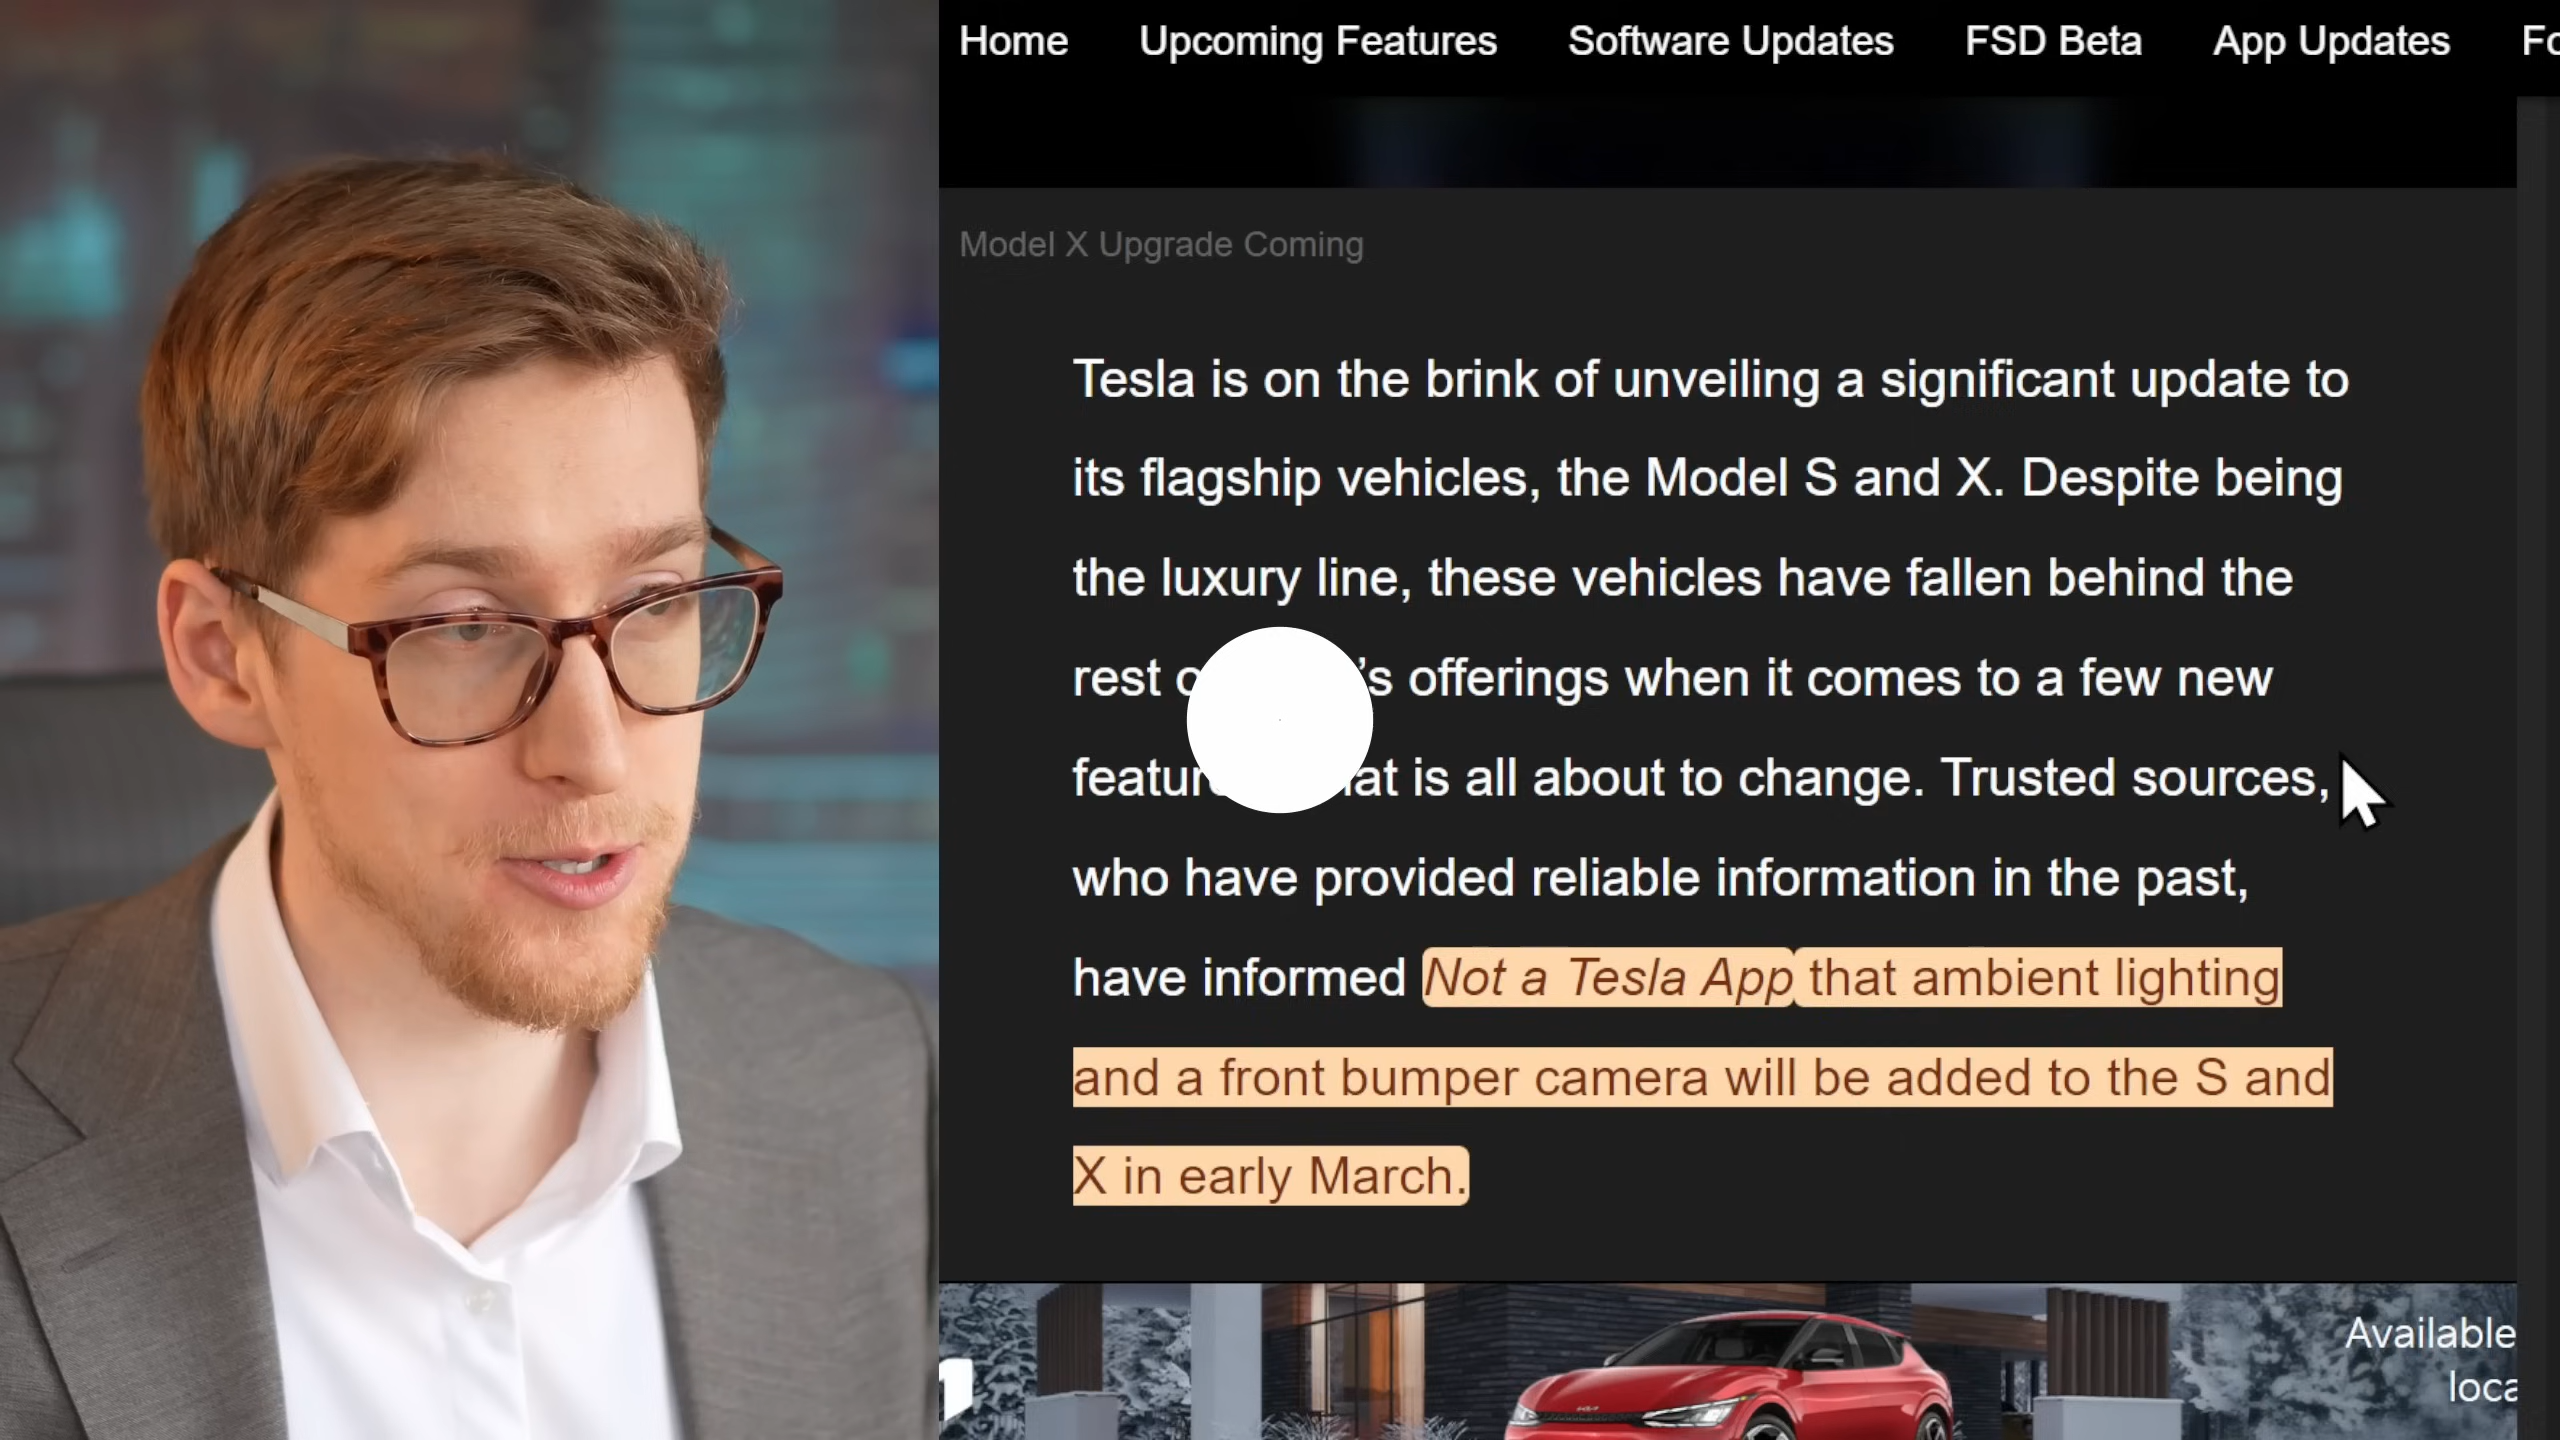 Home Upcoming Features Software Updates FSD Beta App Updates
Model X Upgrade Coming
Tesla is on the brink of unveiling a significant update to
its flagship vehicles, the Model S and X. Despite being
the luxury line, these vehicles have fallen behind the
rest 's offerings when it comes to a few new
is all about to change. Trusted sources,
who have provided reliable information in the past,
have informed Not a Tesla App that ambient lighting
and a front bumper camera will be added to the S and
X in early March.
Available